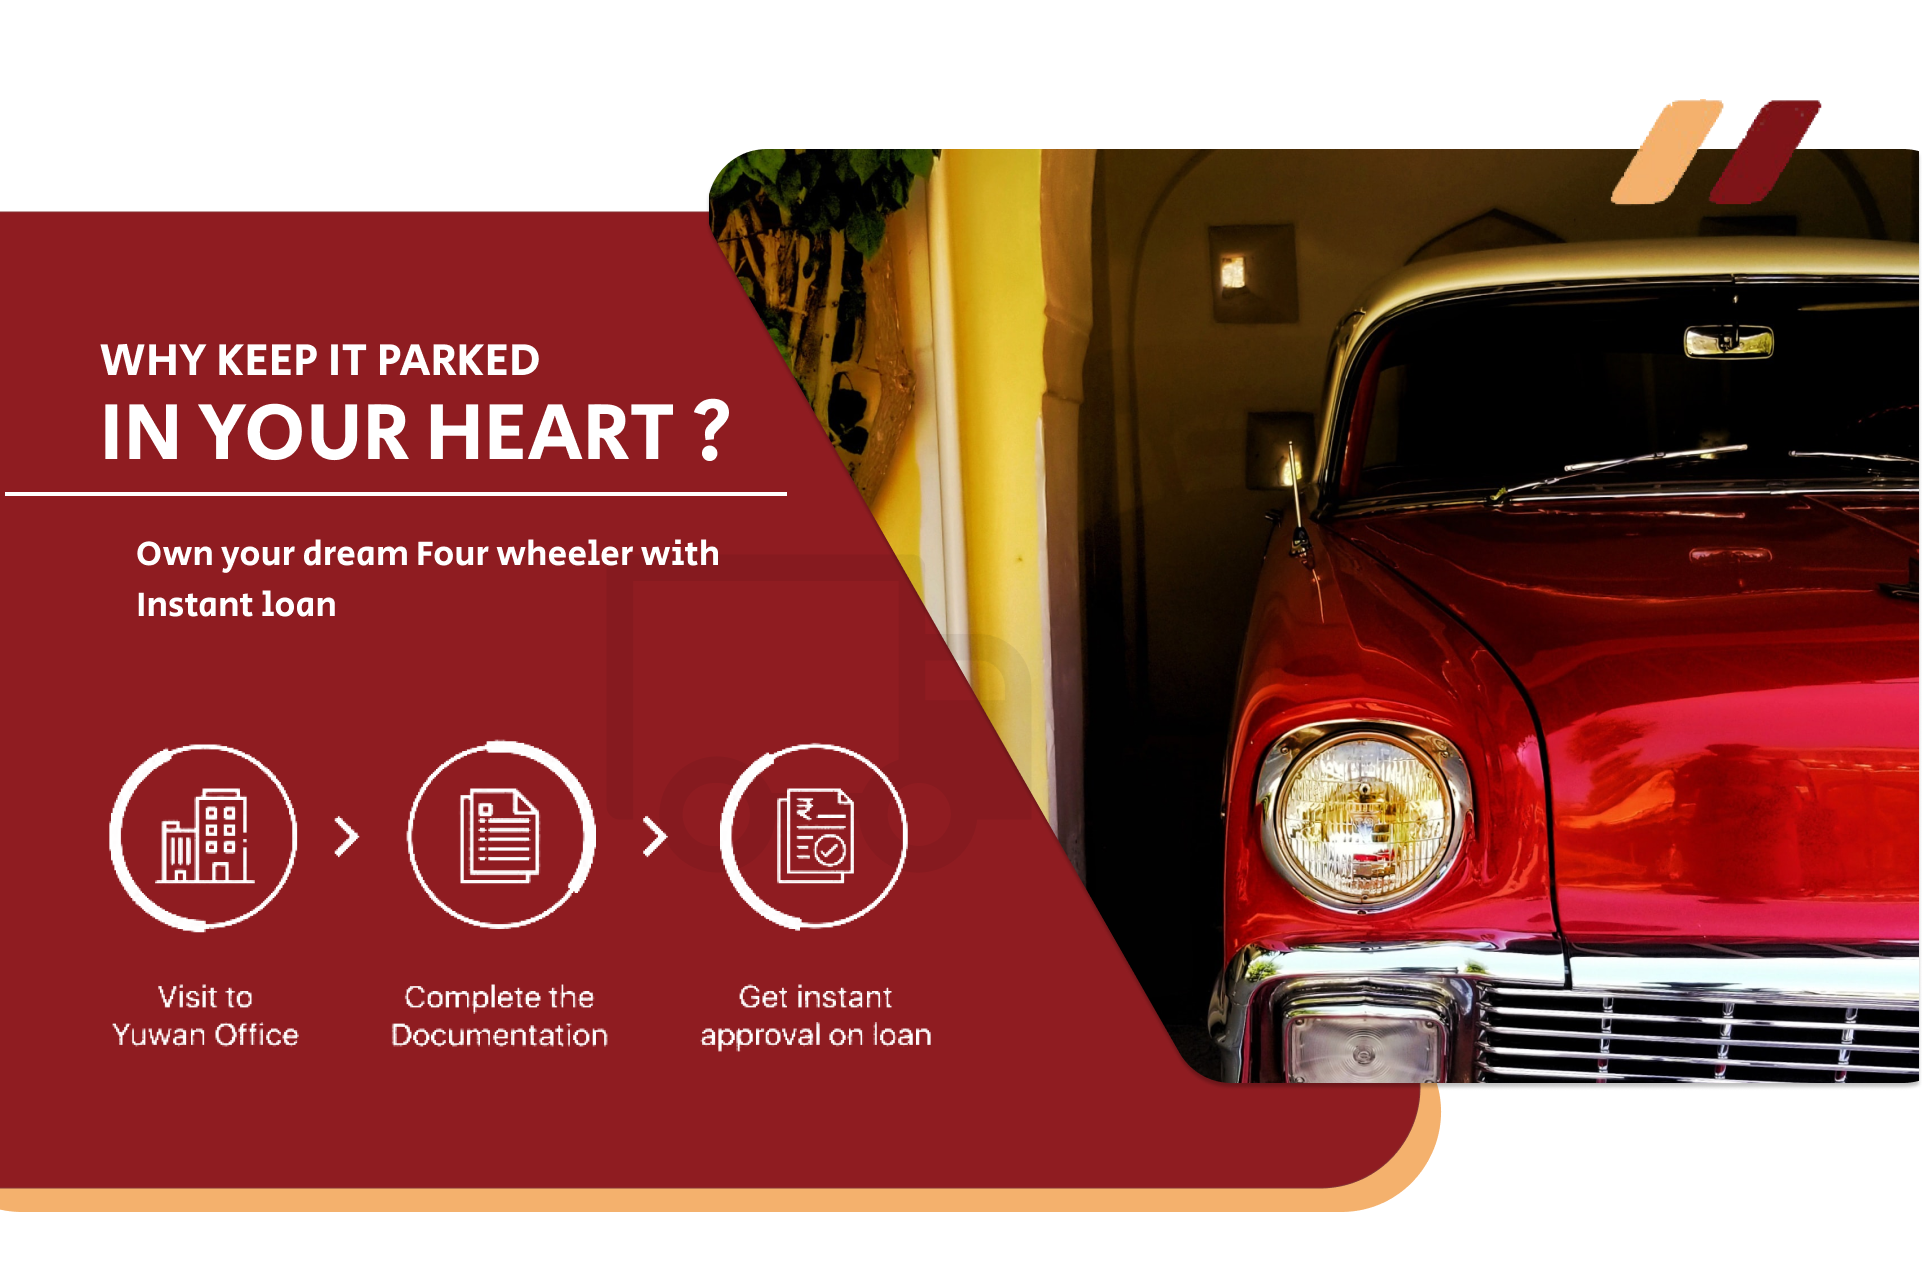 WHY KEEP IT PARKED
IN YOUR HEART ?
Own your dream Four wheeler with
Instant loan
₹
Visit to
Yuwan Office
Complete the
Documentation
Get instant
approval on loan